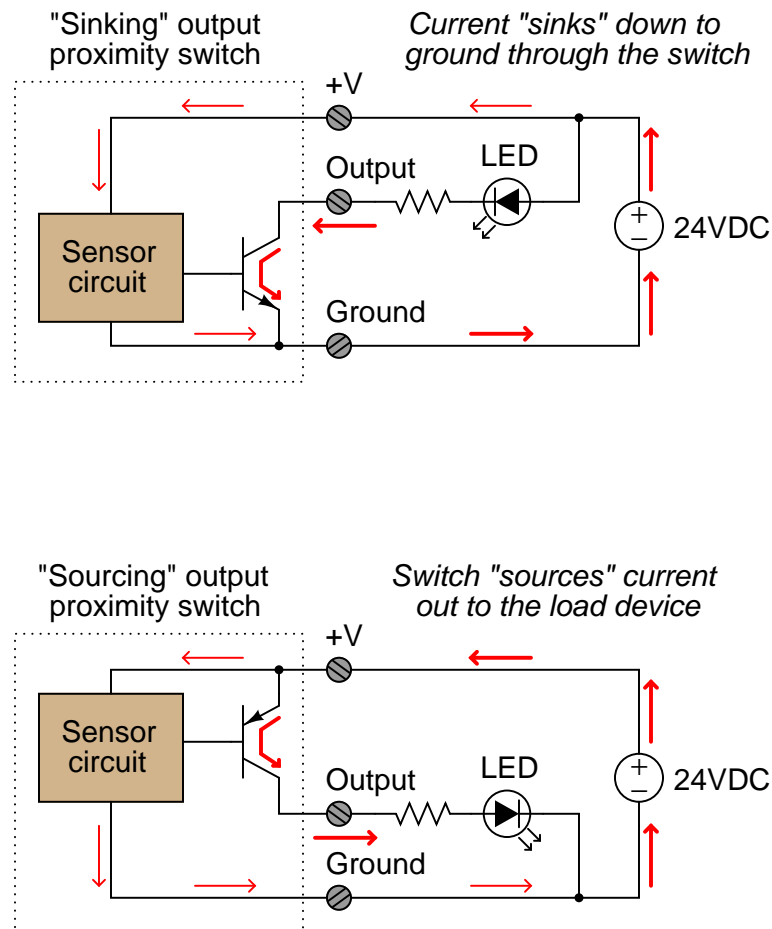 "Sinking" output
proximity switch
Current "sinks" down to
ground through the switch
+V
Output
LED
Sensor
circuit
+
−
24VDC
Ground
"Sourcing" output
proximity switch
Switch "sources" current
out to the load device
+V
Sensor
circuit
Output
LED
+
−
24VDC
Ground